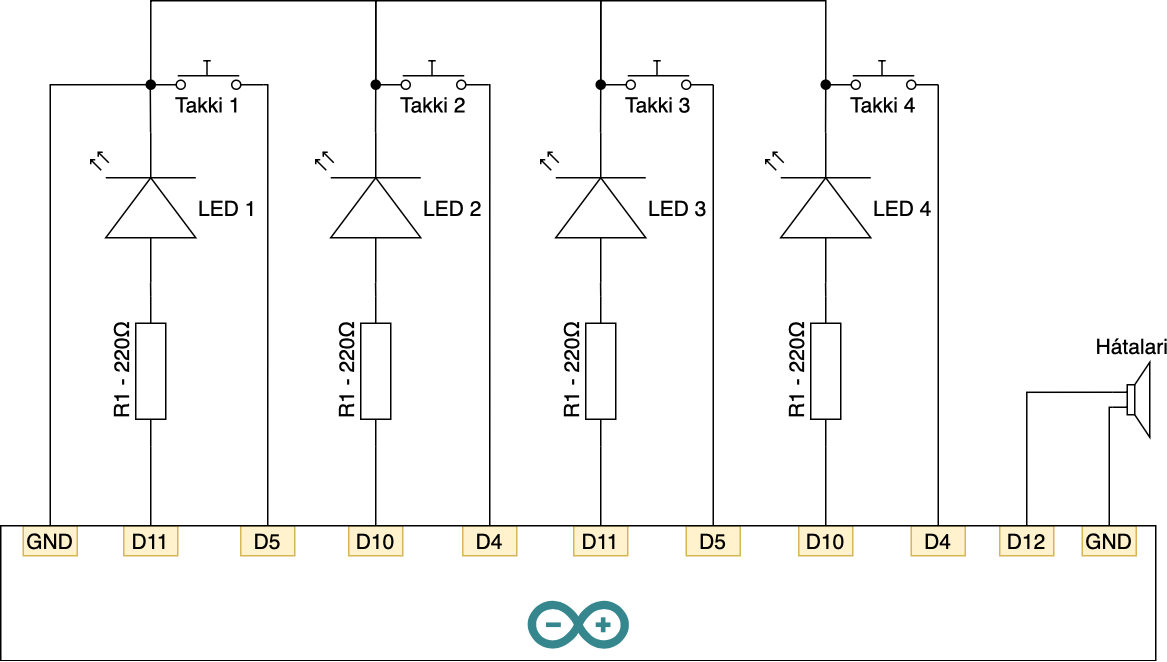 Takki 1
Takki 2
Takki 3
Takki 4
LED 1
LED 2
LED 3
LED 4
R1 - 220Ω
R1 - 220Ω
R1 - 220Ω
R1 - 220Ω
Hátalari
GND
D11
D5
D10
D4
D11
D5
D10
D4
D12
GND